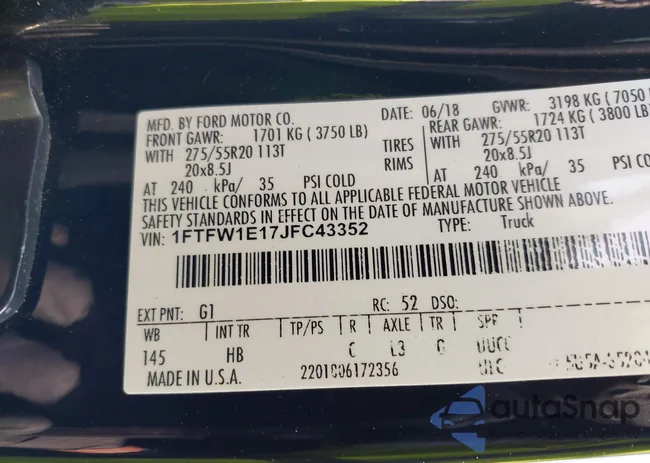 MFD. BY FORD MOTOR CO. DATE: 06/18 GVWR: 3198 KG ( 7050
FRONT GAWR: 1701 KG ( 3750 LB) REAR GAWR: 1724 KG ( 3800 LB)
WITH 275/55R20 113T TIRES WITH 275/55R20 113T
20x8.5J RIMS 20x8.5J
AT 240 kPa/ 35 PSI COLD AT 240 kPa/ 35
THIS VEHICLE CONFORMS TO ALL APPLICABLE FEDERAL MOTOR VEHICLE
SAFETY STANDARDS IN EFFECT ON THE DATE OF MANUFACTURE SHOWN ABOVE.
VIN: 1FTFW1E17JFC43352 TYPE: Truck
EXT PNT: G1 RC: 52 DSO:
WB INT TR TP/PS R AXLE TR SPR
145 HB L3
MADE IN U.S.A. 2201806172356
autoSnap